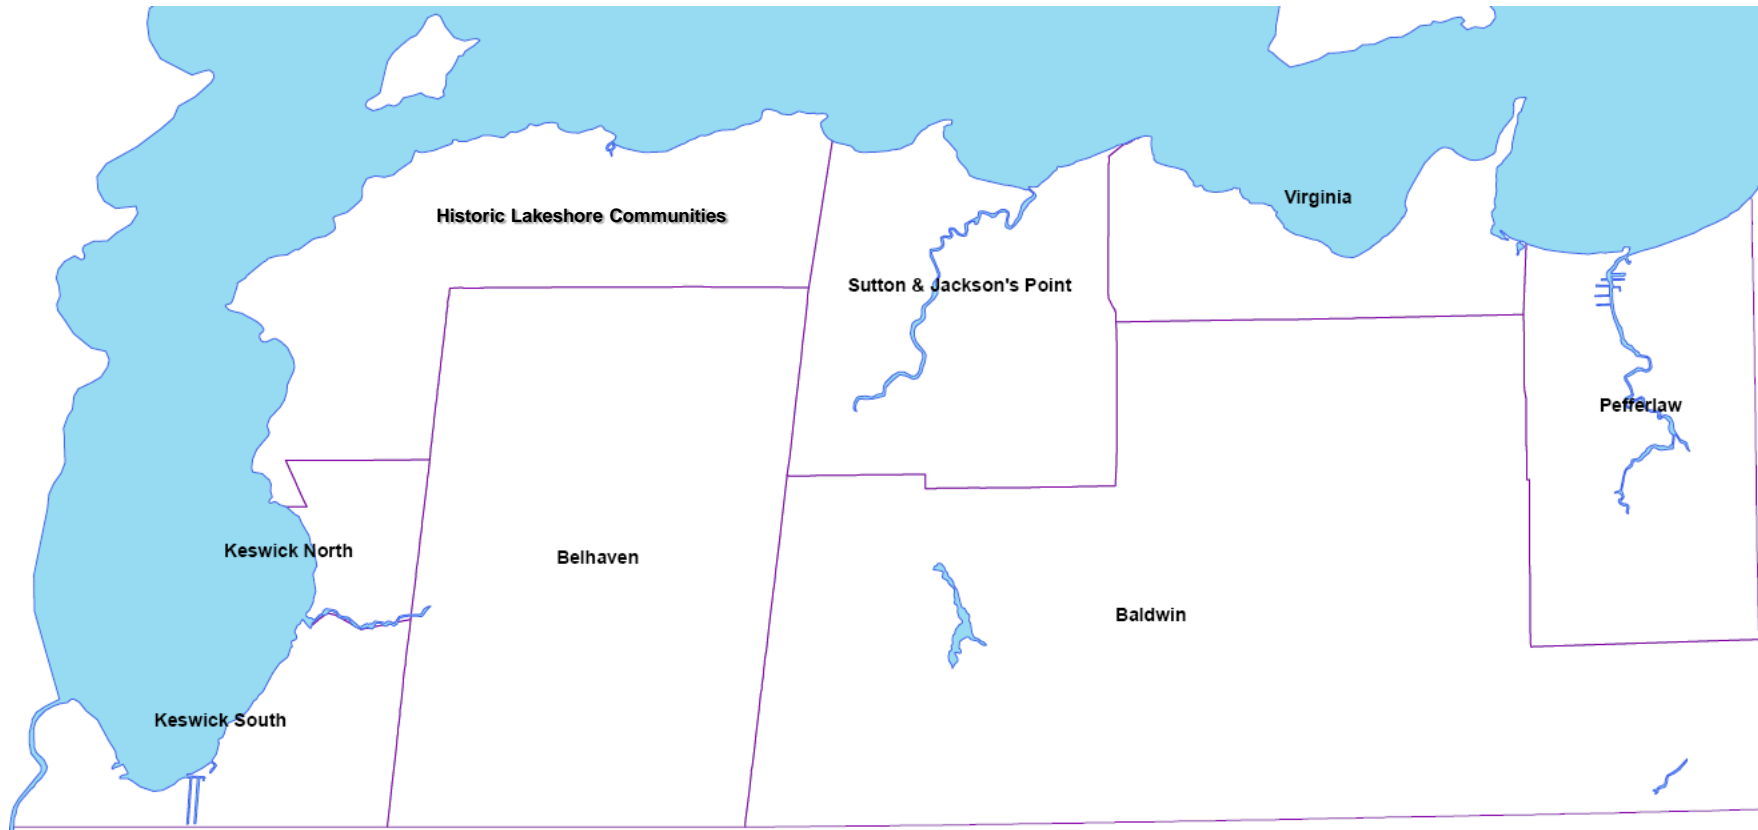 Virginia
Historic Lakeshore Communities
Sutton & Jackson's Point
Pefferlaw
Keswick North
Belhaven
Baldwin
Keswick South